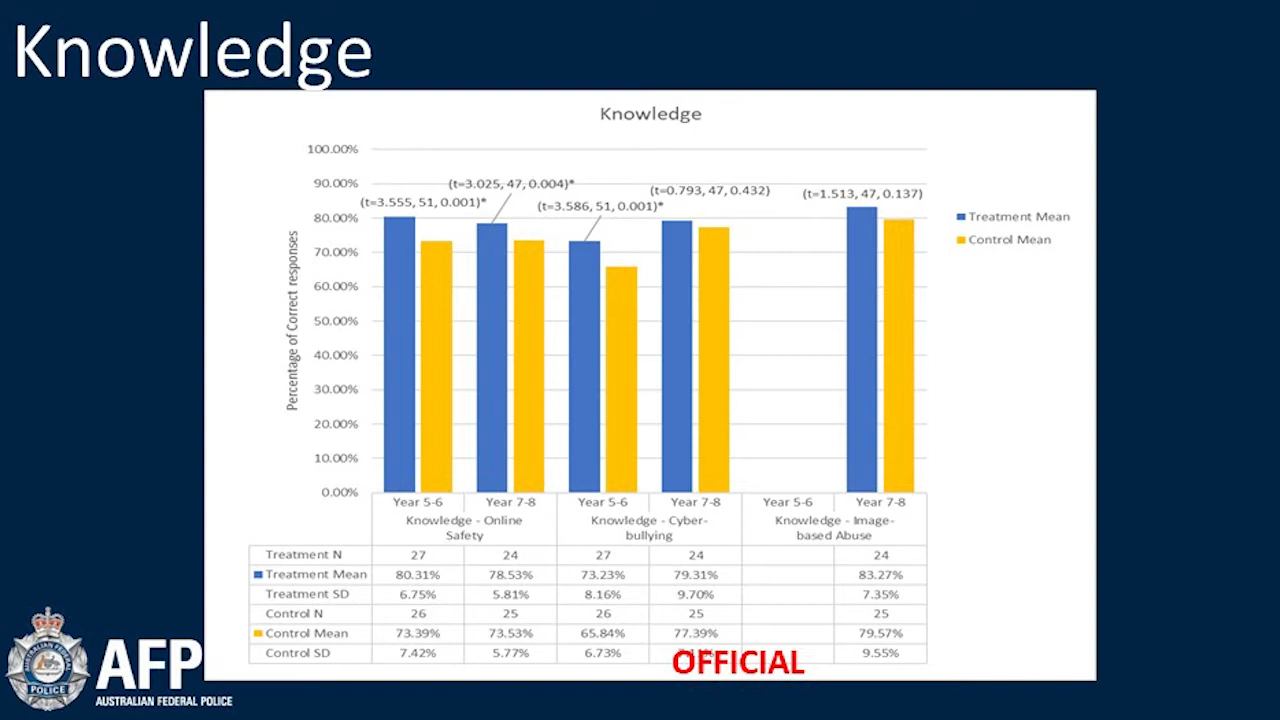 Knowledge
Knowledge
100.00%
90.00%
80.00%
70.00%
60.00%
50.00%
40.00%
30.00%
20.00%
10.00%
0.00%
Percentage of Correct responses
(t=3.555, 51, 0.001)*
(t=3.025, 47, 0.004)*
(t=3.586, 51, 0.001)*
(t=0.793, 47, 0.432)
(t=1.513, 47, 0.137)
Treatment Mean
Control Mean
Year 5-6 Year 7-8 Year 5-6 Year 7-8 Year 5-6 Year 7-8
Knowledge - Online Safety
Knowledge - Cyber-bullying
Knowledge - Image-based Abuse
Treatment N 27 24 27 24 24
Treatment Mean 80.31% 78.53% 73.23% 79.31% 83.27%
Treatment SD 6.75% 5.81% 8.16% 9.70% 7.35%
Control N 26 25 26 25 25
Control Mean 73.39% 73.53% 65.84% 77.39% 79.57%
Control SD 7.42% 5.77% 6.73% 9.55%
OFFICIAL
AUSTRALIAN FEDERAL
POLICE
AFP
AUSTRALIAN FEDERAL POLICE